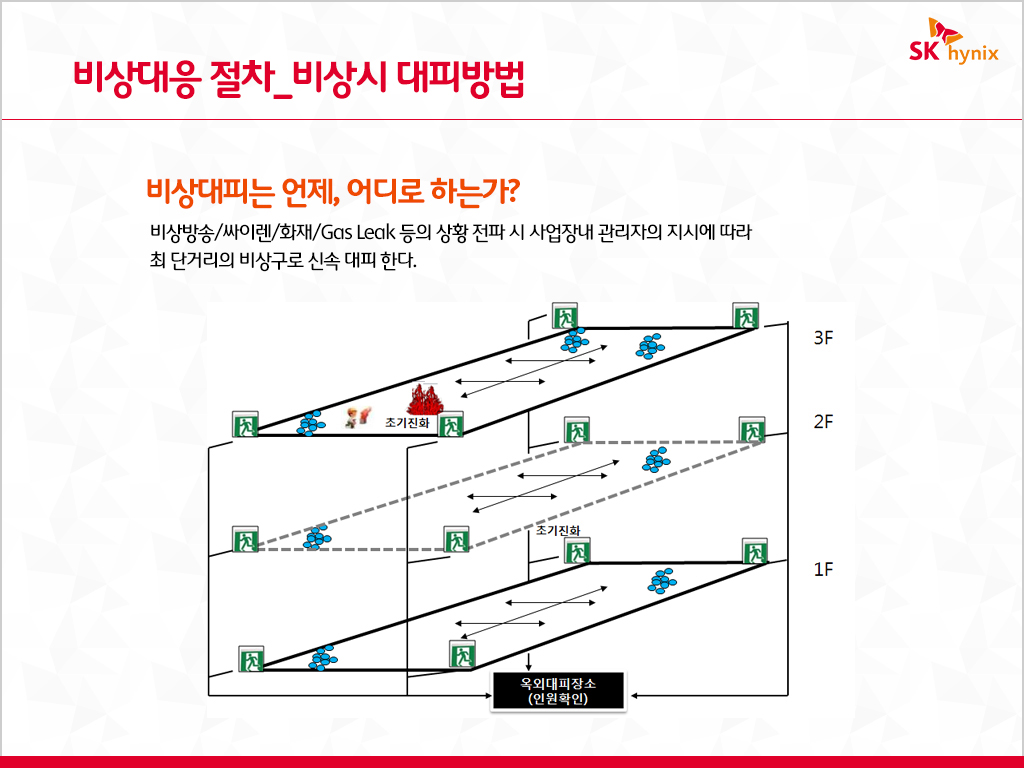 SK hynix
비상대응 절차_비상시 대피방법
비상대피는 언제, 어디로 하는가?
비상방송/싸이렌/화재/Gas Leak 등의 상황 전파 시 사업장내 관리자의 지시에 따라
최 단거리의 비상구로 신속 대피 한다.
3F
초기진화
2F
초기진화
1F
옥외대피장소
(인원확인)